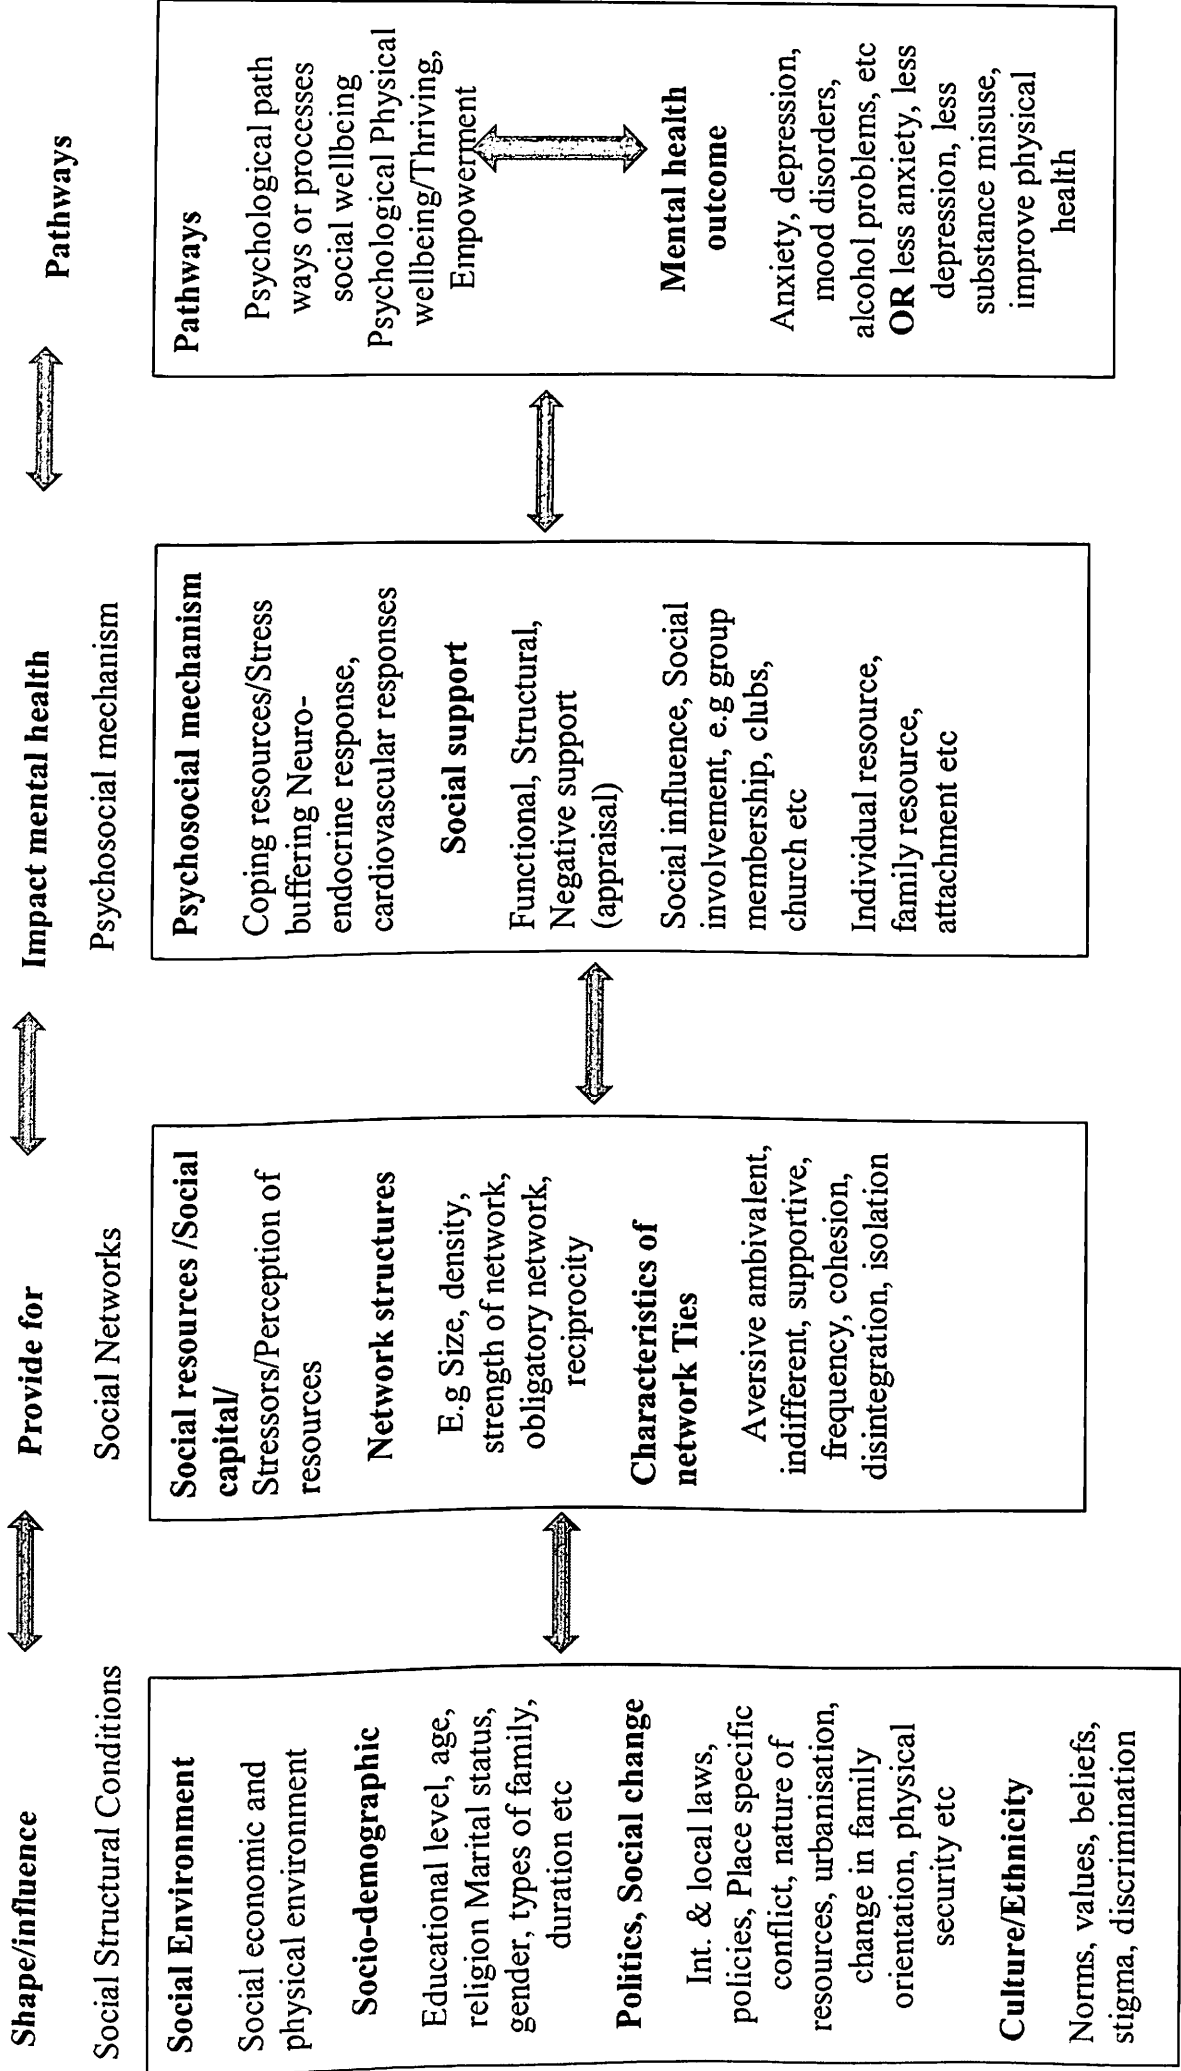 Shape/influence
Provide for
Impact mental health
Pathways
Social Structural Conditions
Social Networks
Psychosocial mechanism
Social Environment
Social economic and
physical environment
Socio-demographic
Educational level, age,
religion Marital status,
gender, types of family,
duration etc
Politics, Social change
Int. & local laws,
policies, Place specific
conflict, nature of
resources, urbanisation,
change in family
orientation, physical
security etc
Culture/Ethnicity
Norms, values, beliefs,
stigma, discrimination
Social resources /Social
capital/
Stressors/Perception of
resources
Network structures
E.g Size, density,
strength of network,
obligatory network,
reciprocity
Characteristics of
network Ties
Aversive ambivalent,
indifferent, supportive,
frequency, cohesion,
disintegration, isolation
Psychosocial mechanism
Coping resources/Stress
buffering Neuro-
endocrine response,
cardiovascular responses
Social support
Functional, Structural,
Negative support
(appraisal)
Social influence, Social
involvement, e.g group
membership, clubs,
church etc
Individual resource,
family resource,
attachment etc
Pathways
Psychological path
ways or processes
social wellbeing
Psychological Physical
wellbeing/Thriving,
Empowerment
Mental health
outcome
Anxiety, depression,
mood disorders,
alcohol problems, etc
OR less anxiety, less
depression, less
substance misuse,
improve physical
health